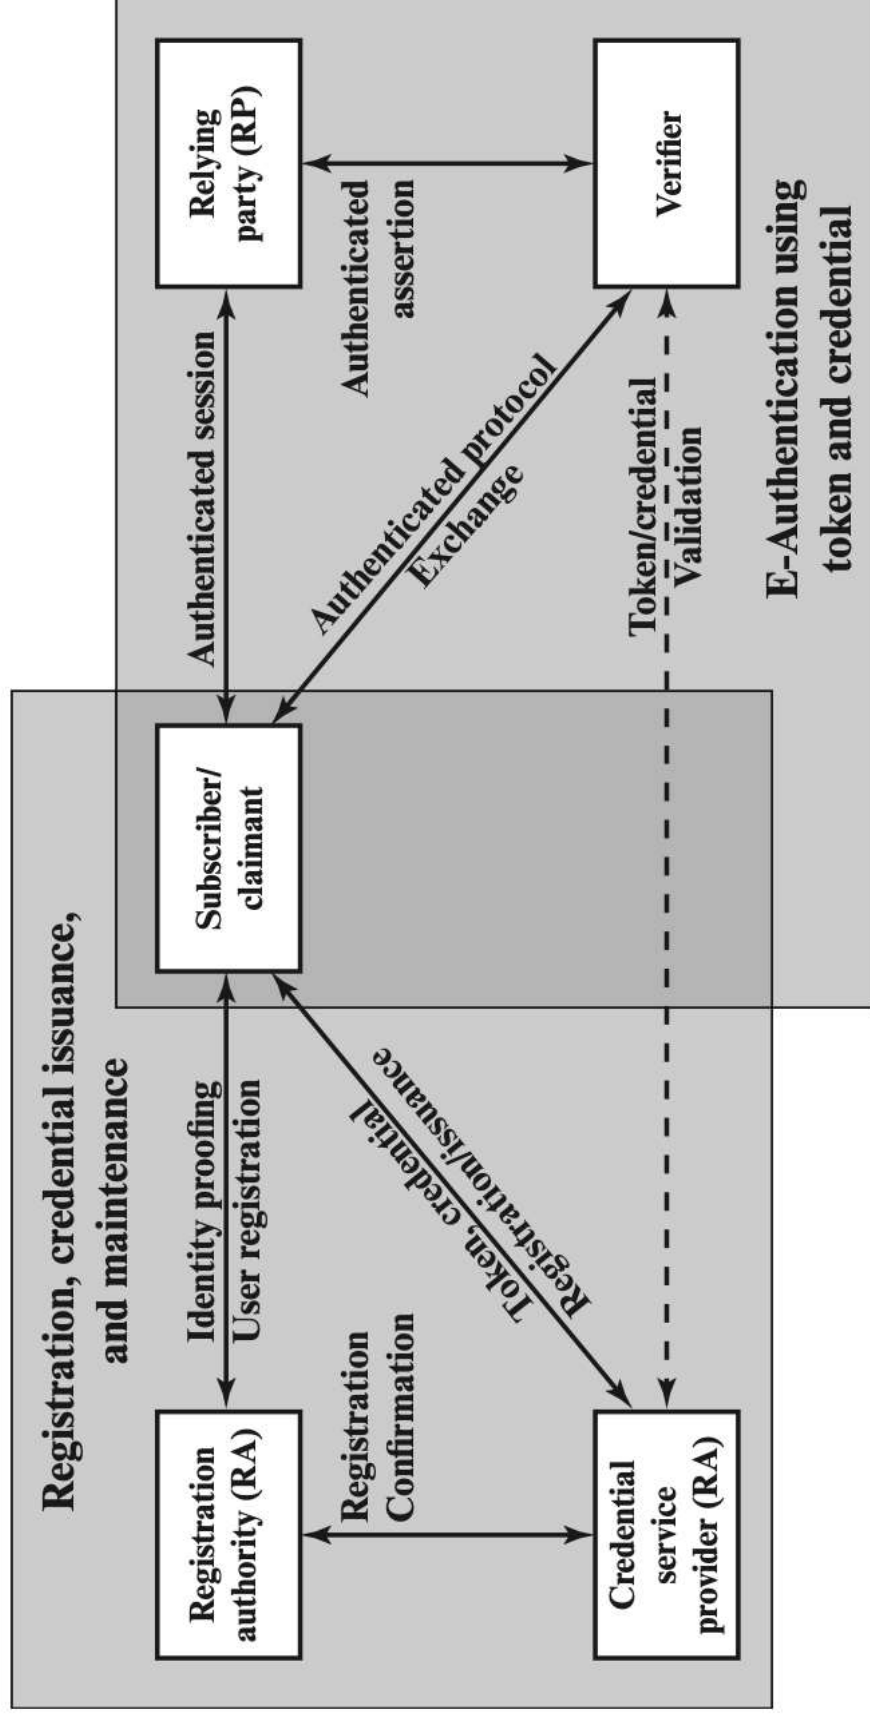 Registration, credential issuance,
and maintenance
Registration
authority (RA)
Identity proofing
User registration
Subscriber/
claimant
Authenticated session
Relying
party (RP)
Registration
Confirmation
Token, credential
Registration/issuance
Authenticated protocol
Exchange
Authenticated
assertion
Credential
service
provider (RA)
Token/credential
Validation
Verifier
E-Authentication using
token and credential